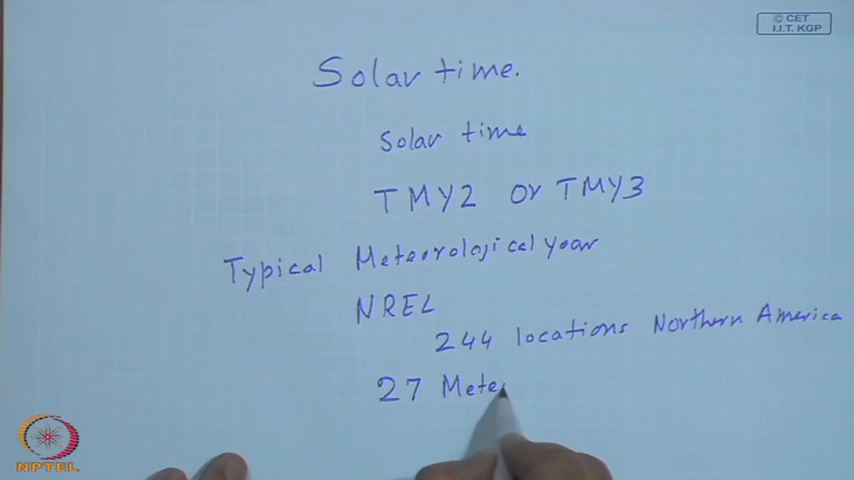 © CET
I.I.T. KGP
Solar time.
Solar time
TMY2 or TMY3
Typical Meteorological year
NREL
244 locations Northern America
27 Mete
NPTEL